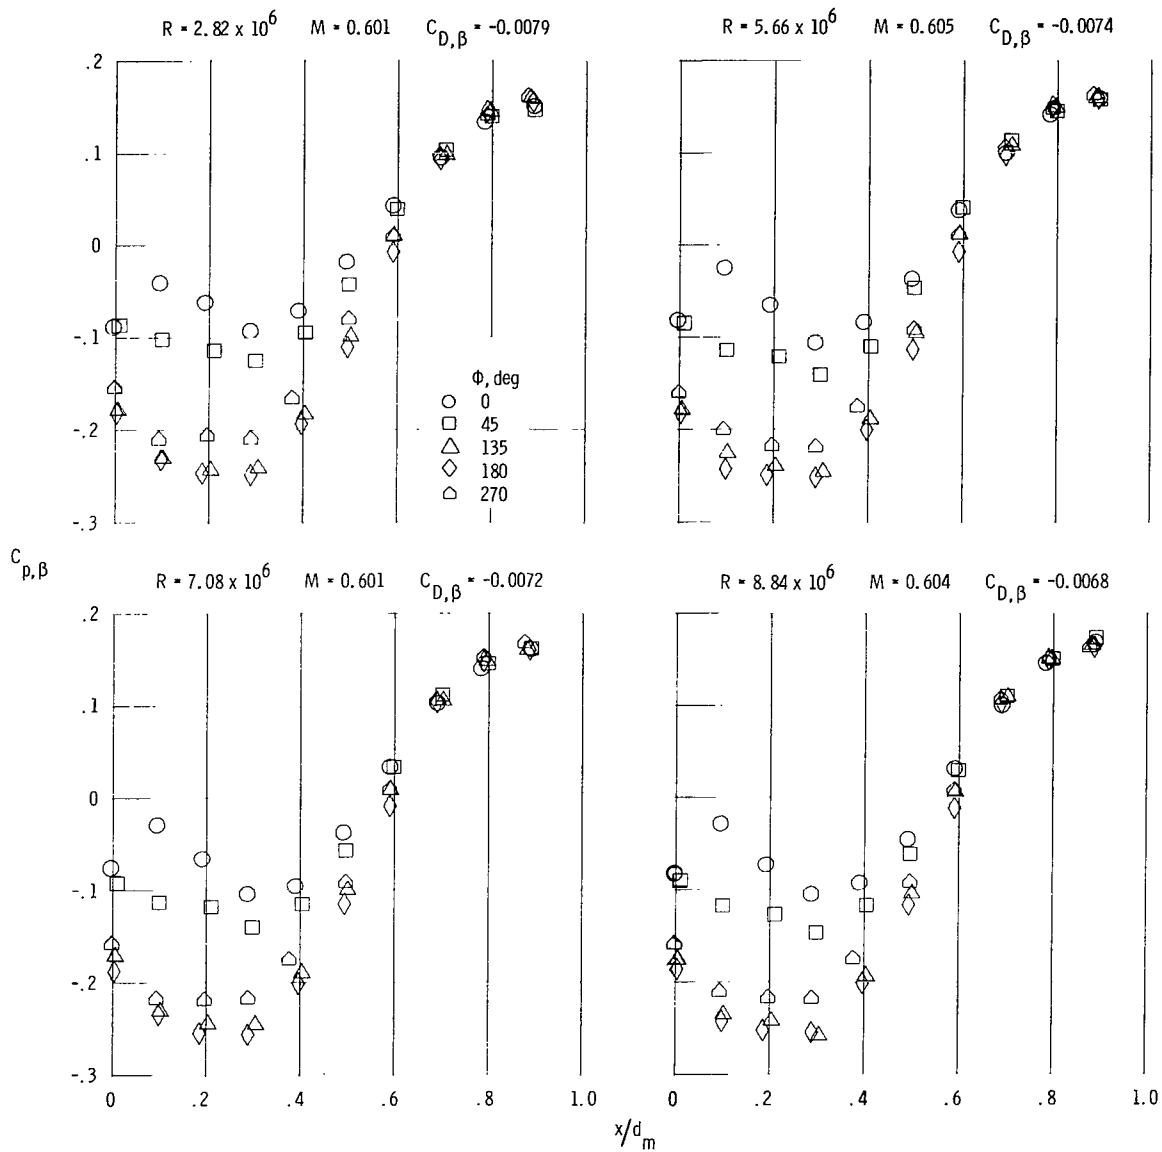 R = 2.82 x 10^6 M = 0.601 C_D,β = -0.0079
R = 5.66 x 10^6 M = 0.605 C_D,β = -0.0074
.2
.1
0
-.1
-.2
-.3
Φ, deg
0
45
135
180
270
C_p,β
R = 7.08 x 10^6 M = 0.601 C_D,β = -0.0072
R = 8.84 x 10^6 M = 0.604 C_D,β = -0.0068
.2
.1
0
-.1
-.2
-.3
0 .2 .4 .6 .8 1.0
0 .2 .4 .6 .8 1.0
x/d_m